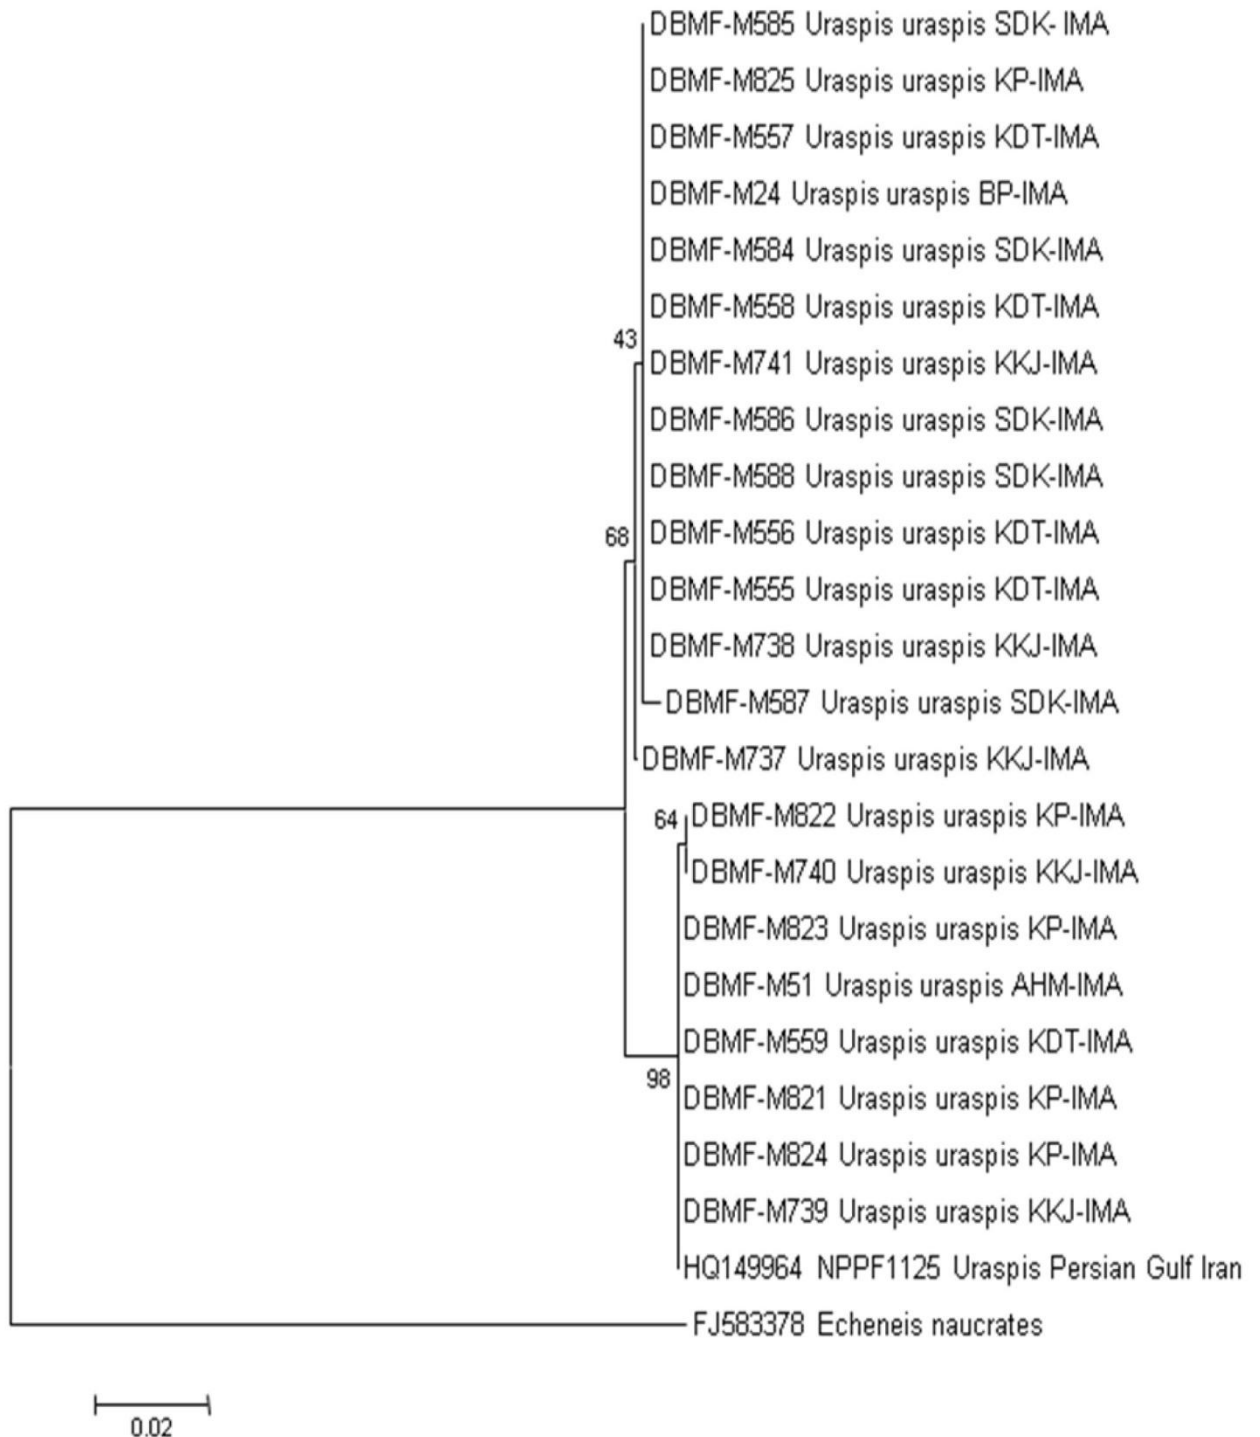 DBMF-M585 Uraspis uraspis SDK- IMA
DBMF-M825 Uraspis uraspis KP-IMA
DBMF-M557 Uraspis uraspis KDT-IMA
DBMF-M24 Uraspis uraspis BP-IMA
DBMF-M584 Uraspis uraspis SDK-IMA
DBMF-M558 Uraspis uraspis KDT-IMA
43
DBMF-M741 Uraspis uraspis KKJ-IMA
DBMF-M586 Uraspis uraspis SDK-IMA
DBMF-M588 Uraspis uraspis SDK-IMA
68
DBMF-M556 Uraspis uraspis KDT-IMA
DBMF-M555 Uraspis uraspis KDT-IMA
DBMF-M738 Uraspis uraspis KKJ-IMA
DBMF-M587 Uraspis uraspis SDK-IMA
DBMF-M737 Uraspis uraspis KKJ-IMA
64
DBMF-M822 Uraspis uraspis KP-IMA
DBMF-M740 Uraspis uraspis KKJ-IMA
DBMF-M823 Uraspis uraspis KP-IMA
DBMF-M51 Uraspis uraspis AHM-IMA
DBMF-M559 Uraspis uraspis KDT-IMA
98
DBMF-M821 Uraspis uraspis KP-IMA
DBMF-M824 Uraspis uraspis KP-IMA
DBMF-M739 Uraspis uraspis KKJ-IMA
HQ149964 NPPF1125 Uraspis Persian Gulf Iran
FJ583378 Echeneis naucrates
0.02